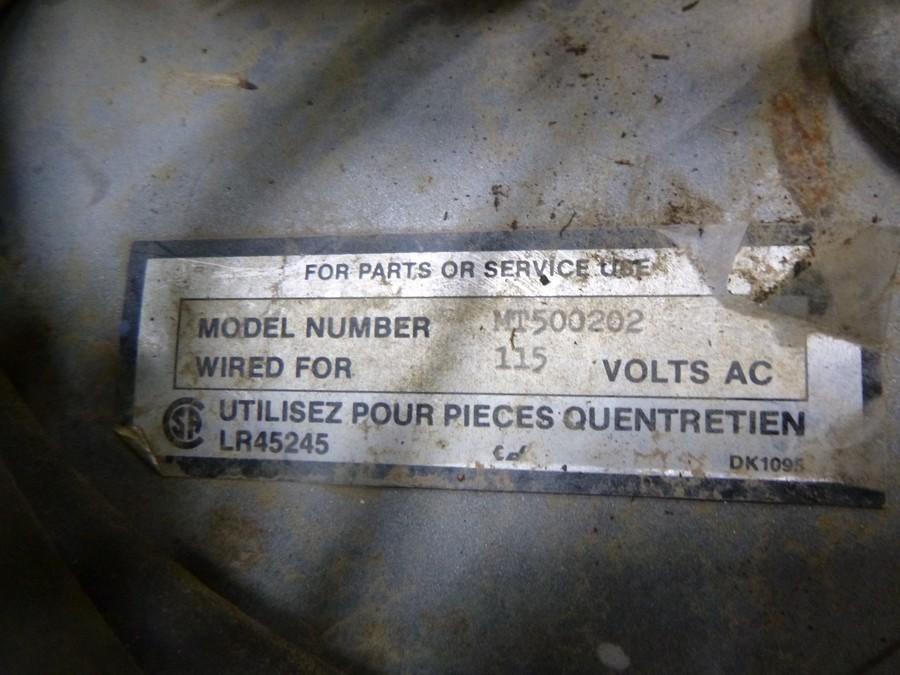 FOR PARTS OR SERVICE USE
MODEL NUMBER MT500202
WIRED FOR 115 VOLTS AC
SA UTILISEZ POUR PIECES QUENTRETIEN
LR45245
DK1095